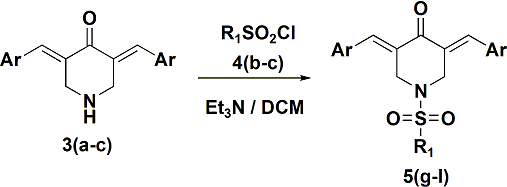 O
Ar Ar
N
H
3(a-c)
R₁SO₂Cl
4(b-c)
Et₃N / DCM
O
Ar Ar
N
O=S=O
R₁
5(g-l)